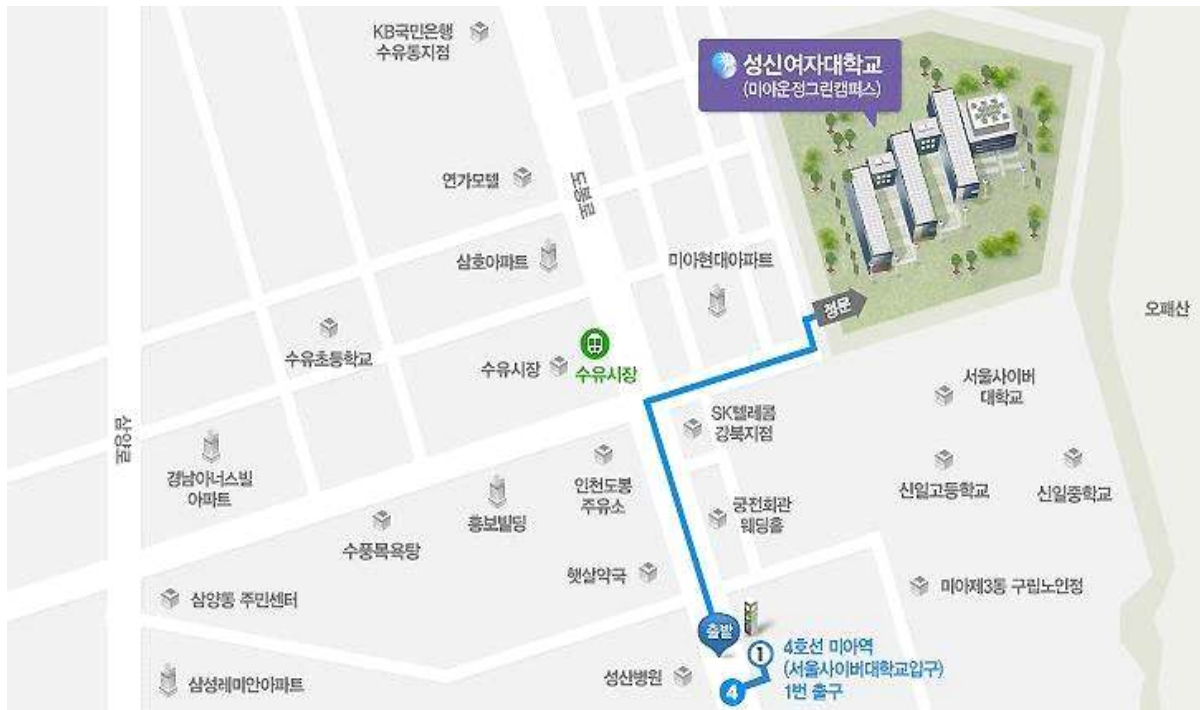 KB국민은행
수유동지점
성신여자대학교
(미아운정그린캠퍼스)
연가모텔
도봉로
삼호아파트
미아현대아파트
정문
오패산
수유초등학교
수유시장
수유시장
서울사이버
대학교
SK텔레콤
강북지점
삼양로
경남아너스빌
아파트
인천도봉
주유소
홍보빌딩
신일고등학교
신일중학교
궁전회관
웨딩홀
수풍목욕탕
햇살약국
미아제3동 구립노인정
삼양동 주민센터
출발
1
4호선 미아역
(서울사이버대학교입구)
1번 출구
성산병원
4
삼성래미안아파트